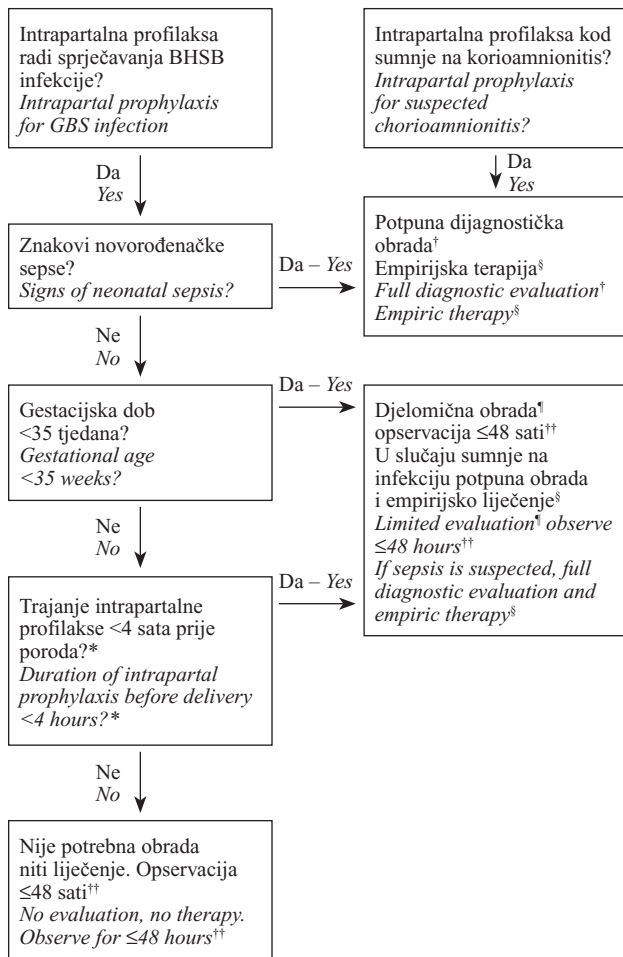 Intrapartalna profilaksa
radi sprječavanja BHSB
infekcije?
Intrapartal prophylaxis
for GBS infection
Intrapartalna profilaksa kod
sumnje na korioamnionitis?
Intrapartal prophylaxis
for suspected
chorioamnionitis?
Da
Yes
Da
Yes
Znakovi novorođenačke
sepse?
Signs of neonatal sepsis?
Da – Yes
Potpuna dijagnostička
obrada†
Empirijska terapija§
Full diagnostic evaluation†
Empiric therapy§
Ne
No
Gestacijska dob
<35 tjedana?
Gestational age
<35 weeks?
Da – Yes
Djelomična obrada¶
opservacija ≤48 sati††
U slučaju sumnje na
infekciju potpuna obrada
i empirijsko liječenje§
Limited evaluation¶ observe
≤48 hours††
If sepsis is suspected, full
diagnostic evaluation and
empiric therapy§
Ne
No
Trajanje intrapartalne
profilakse <4 sata prije
poroda?*
Duration of intrapartal
prophylaxis before delivery
<4 hours?*
Da – Yes
Ne
No
Nije potrebna obrada
niti liječenje. Opservacija
≤48 sati††
No evaluation, no therapy.
Observe for ≤48 hours††